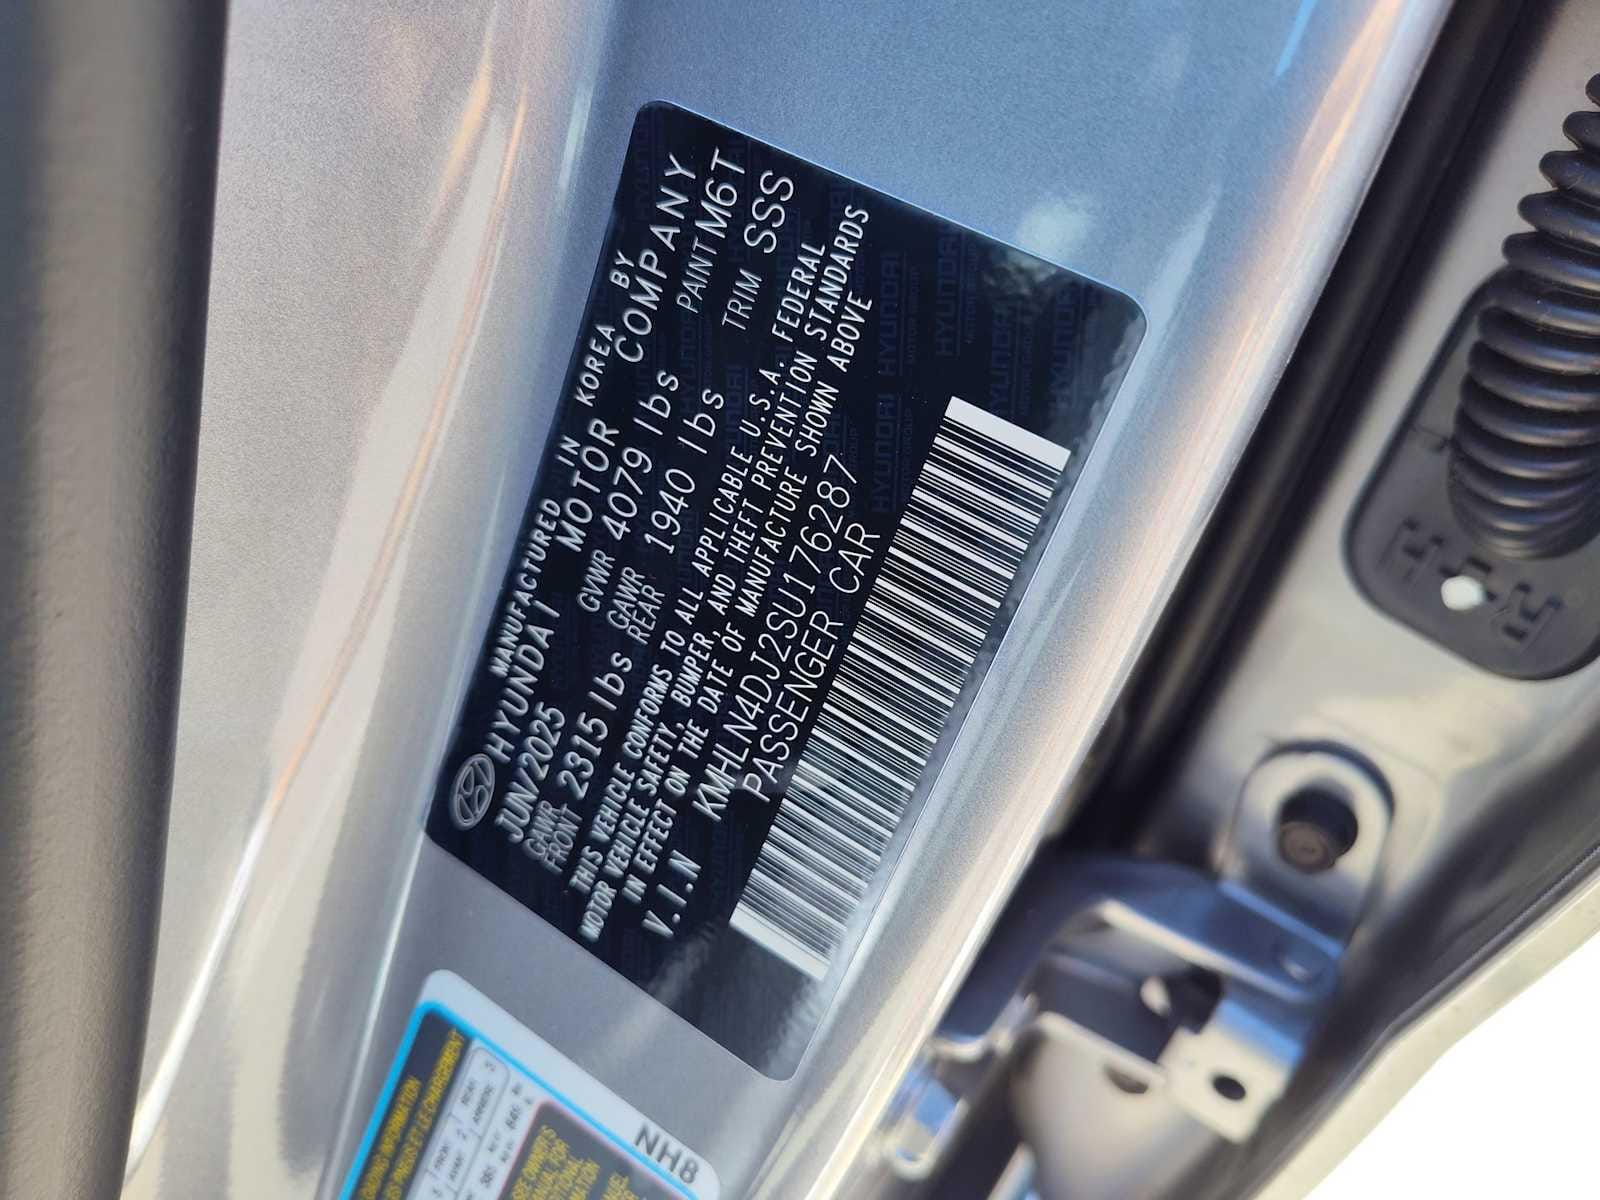 MANUFACTURED IN KOREA BY
HYUNDAI MOTOR COMPANY
JUN/2025 GVWR 4079 lbs PAINT M6T
GAWR FRONT 2315 lbs GAWR REAR 1940 lbs TRIM SSS
THIS VEHICLE CONFORMS TO ALL APPLICABLE U.S.A. FEDERAL
MOTOR VEHICLE SAFETY, BUMPER, AND THEFT PREVENTION STANDARDS
IN EFFECT ON THE DATE OF MANUFACTURE SHOWN ABOVE
V.I.N KMHLN4DJ2SU176287
PASSENGER CAR
HYUNDAI
MOTOR GROUP
NH8